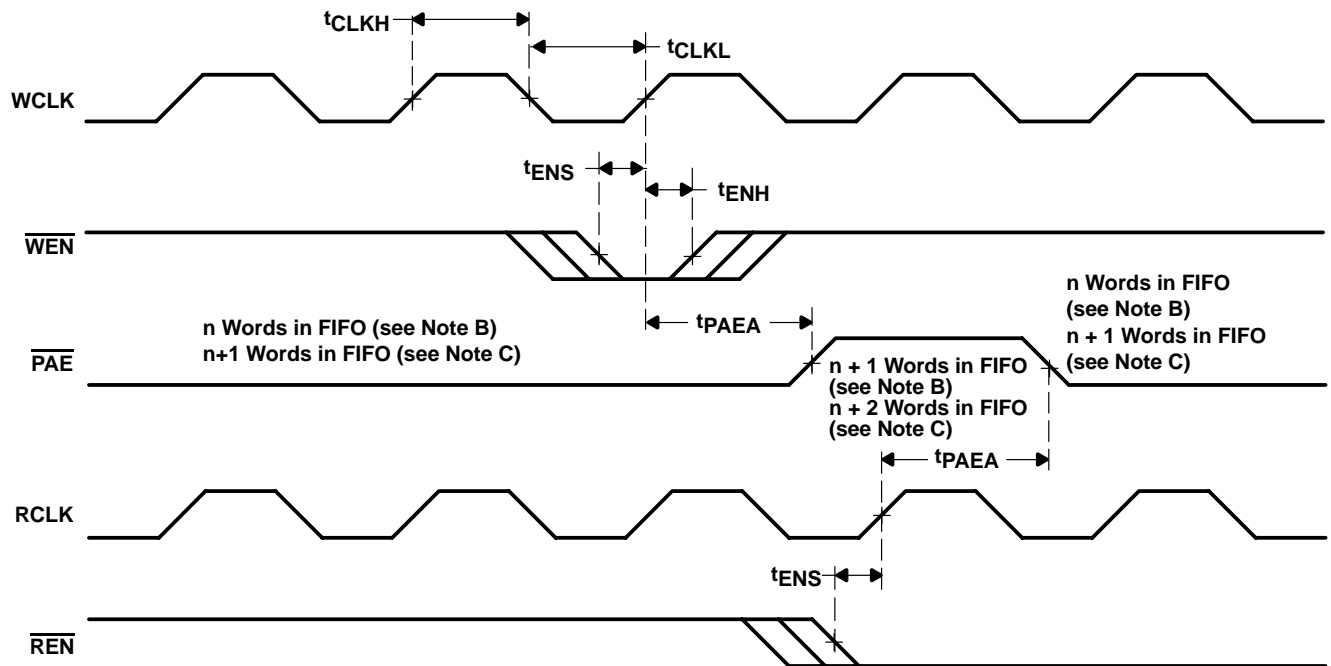 tCLKH
tCLKL
WCLK
tENS
tENH
WEN
n Words in FIFO (see Note B)
n+1 Words in FIFO (see Note C)
tPAEA
n Words in FIFO
(see Note B)
n + 1 Words in FIFO
(see Note C)
PAE
n + 1 Words in FIFO
(see Note B)
n + 2 Words in FIFO
(see Note C)
tPAEA
RCLK
tENS
REN